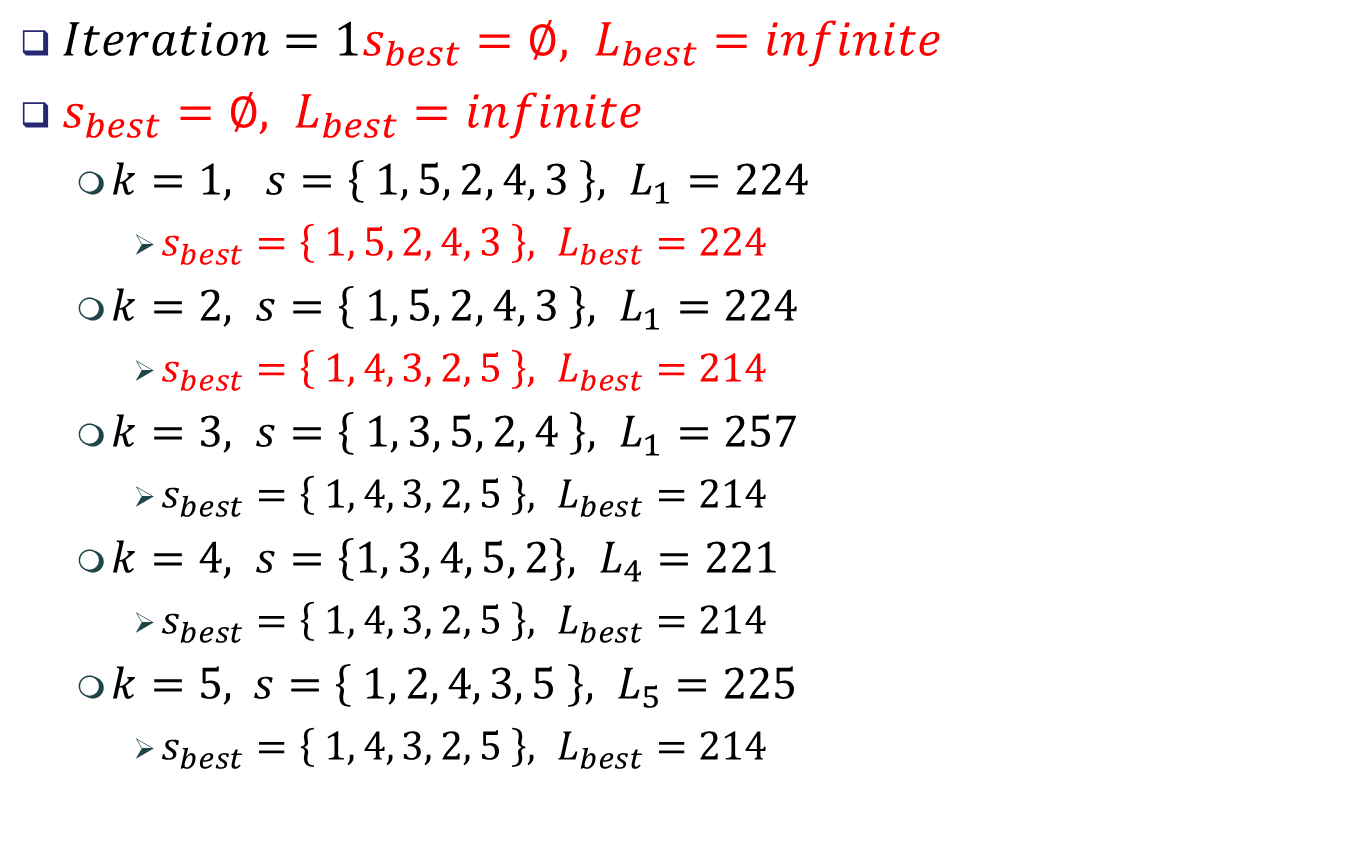 ❑ Iteration = 1s_best = ∅, L_best = infinite
❑ s_best = ∅, L_best = infinite
❍ k = 1, s = { 1, 5, 2, 4, 3 }, L_1 = 224
➢ s_best = { 1, 5, 2, 4, 3 }, L_best = 224
❍ k = 2, s = { 1, 5, 2, 4, 3 }, L_1 = 224
➢ s_best = { 1, 4, 3, 2, 5 }, L_best = 214
❍ k = 3, s = { 1, 3, 5, 2, 4 }, L_1 = 257
➢ s_best = { 1, 4, 3, 2, 5 }, L_best = 214
❍ k = 4, s = {1, 3, 4, 5, 2}, L_4 = 221
➢ s_best = { 1, 4, 3, 2, 5 }, L_best = 214
❍ k = 5, s = { 1, 2, 4, 3, 5 }, L_5 = 225
➢ s_best = { 1, 4, 3, 2, 5 }, L_best = 214